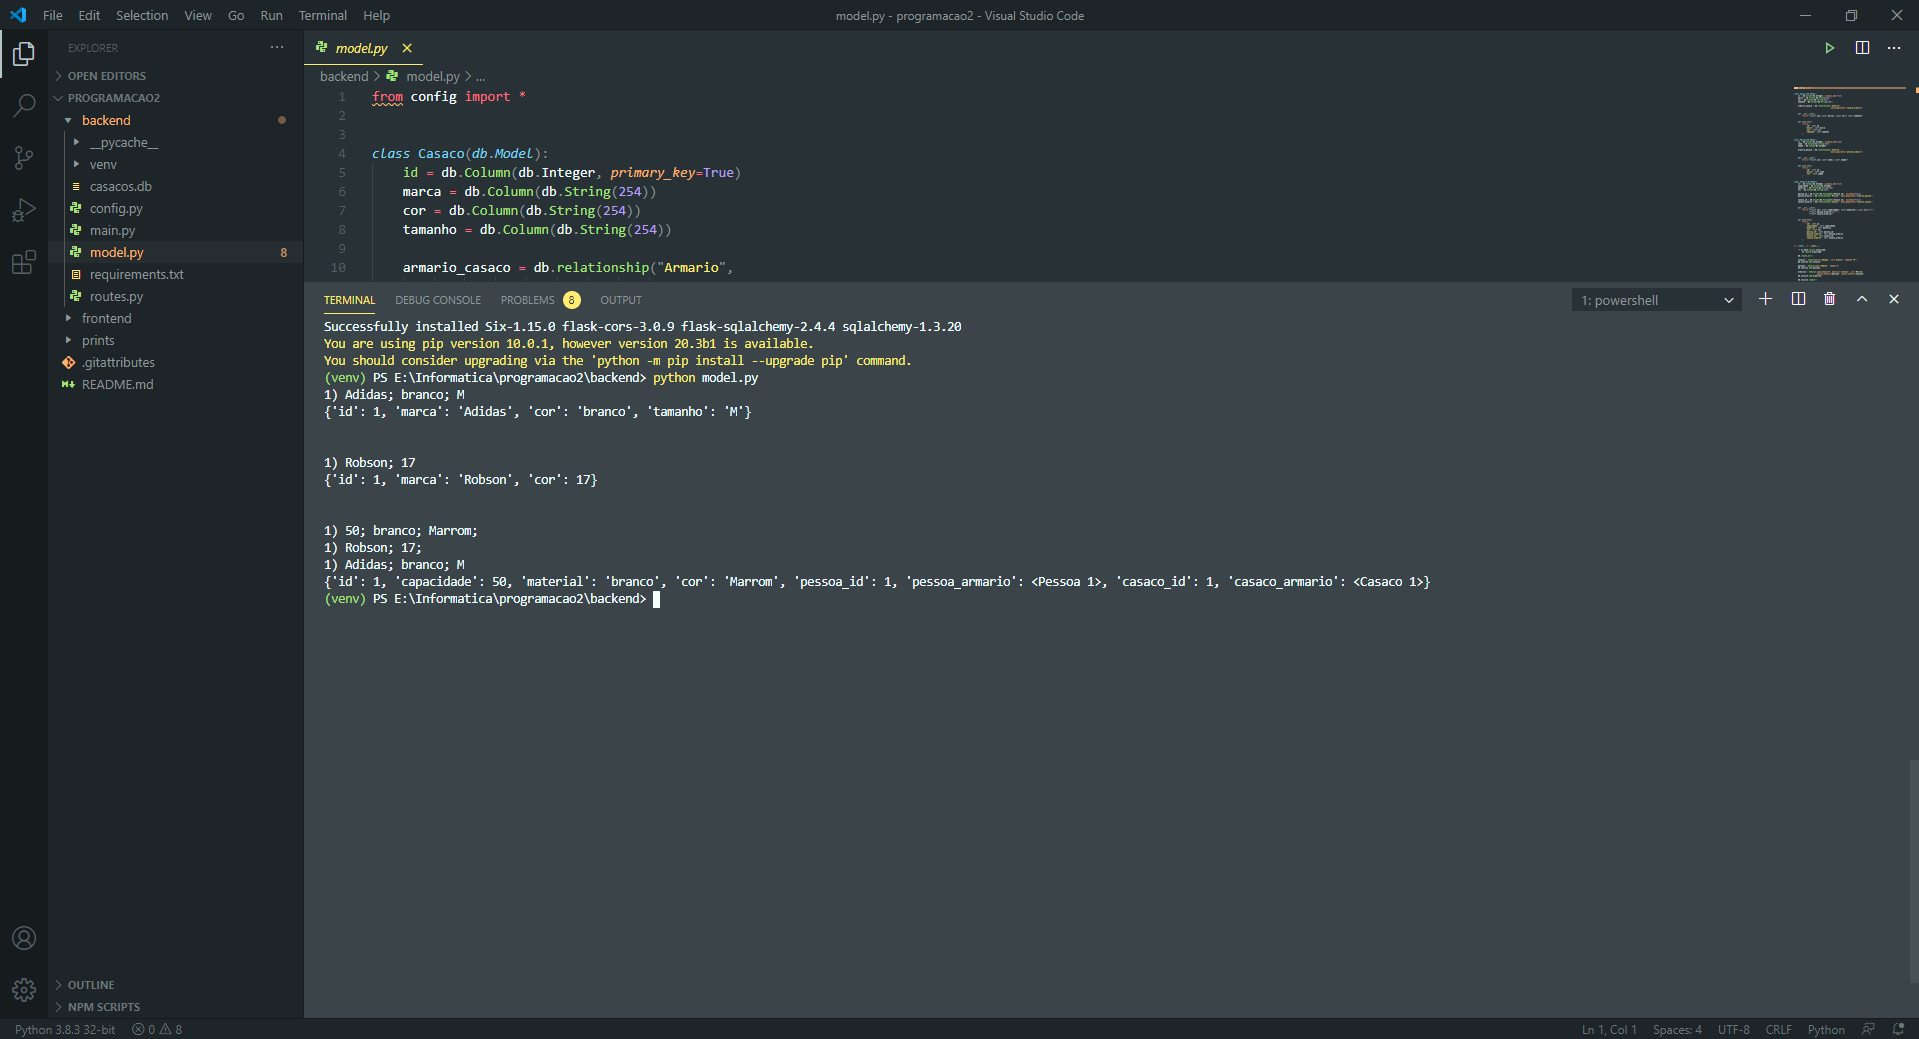 File Edit Selection View Go Run Terminal Help
model.py - programacao2 - Visual Studio Code
EXPLORER
OPEN EDITORS
PROGRAMACAO2
backend
__pycache__
venv
casacos.db
config.py
main.py
model.py 8
requirements.txt
routes.py
frontend
prints
.gitattributes
README.md
OUTLINE
NPM SCRIPTS
model.py
backend > model.py > ...
1 from config import *
2
3
4 class Casaco(db.Model):
5 id = db.Column(db.Integer, primary_key=True)
6 marca = db.Column(db.String(254))
7 cor = db.Column(db.String(254))
8 tamanho = db.Column(db.String(254))
9
10 armario_casaco = db.relationship("Armario",
TERMINAL DEBUG CONSOLE PROBLEMS 8 OUTPUT
1: powershell
Successfully installed Six-1.15.0 flask-cors-3.0.9 flask-sqlalchemy-2.4.4 sqlalchemy-1.3.20
You are using pip version 10.0.1, however version 20.3b1 is available.
You should consider upgrading via the 'python -m pip install --upgrade pip' command.
(venv) PS E:\Informatica\programacao2\backend> python model.py
1) Adidas; branco; M
{'id': 1, 'marca': 'Adidas', 'cor': 'branco', 'tamanho': 'M'}
1) Robson; 17
{'id': 1, 'marca': 'Robson', 'cor': 17}
1) 50; branco; Marrom;
1) Robson; 17;
1) Adidas; branco; M
{'id': 1, 'capacidade': 50, 'material': 'branco', 'cor': 'Marrom', 'pessoa_id': 1, 'pessoa_armario': <Pessoa 1>, 'casaco_id': 1, 'casaco_armario': <Casaco 1>}
(venv) PS E:\Informatica\programacao2\backend>
Python 3.8.3 32-bit 0 8
Ln 1, Col 1 Spaces: 4 UTF-8 CRLF Python